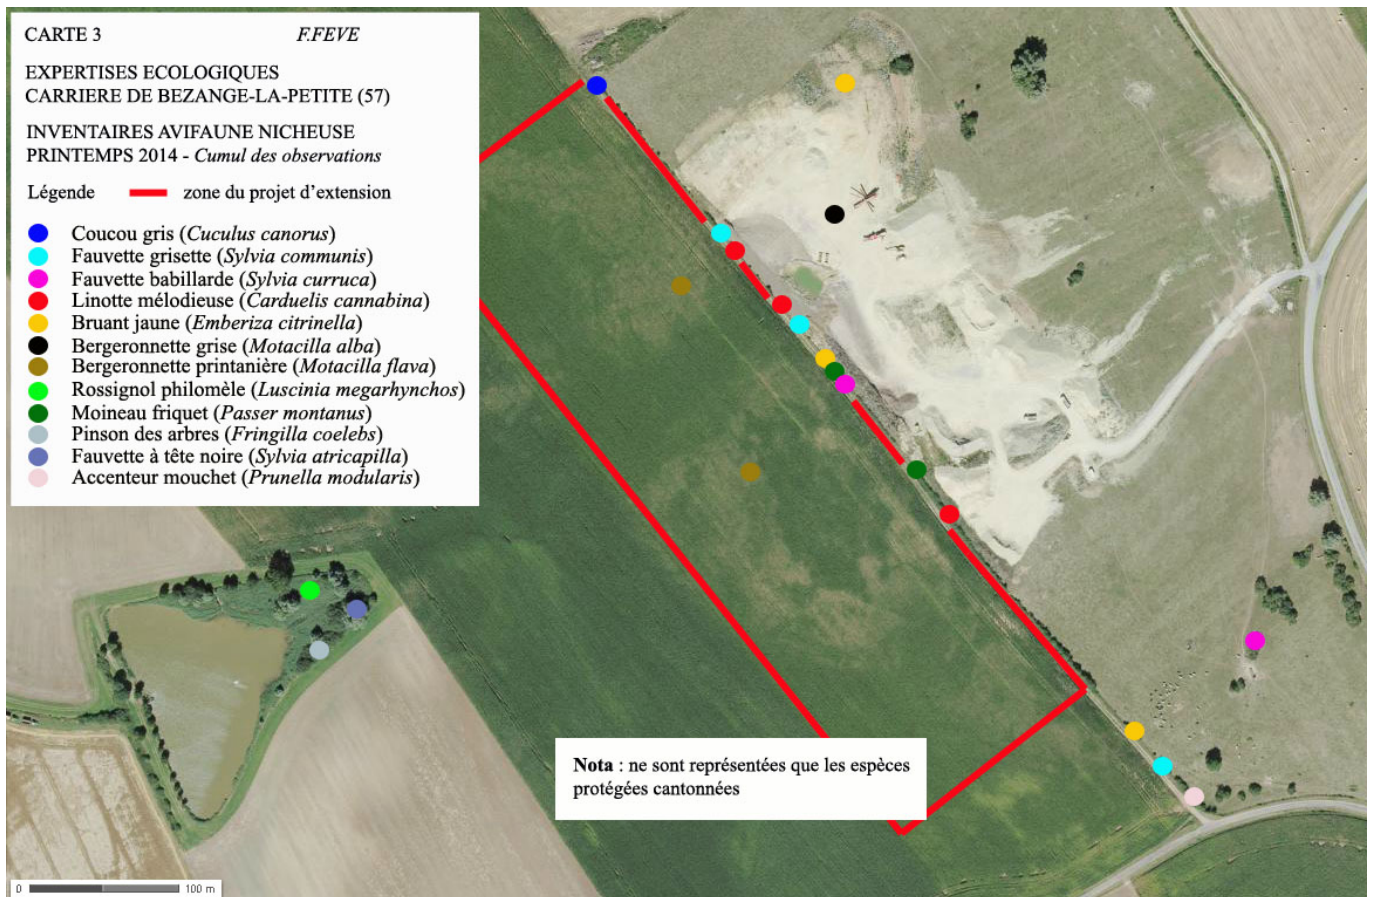 CARTE 3 F.FEVE
EXPERTISES ECOLOGIQUES
CARRIERE DE BEZANGE-LA-PETITE (57)
INVENTAIRES AVIFAUNE NICHEUSE
PRINTEMPS 2014 - Cumul des observations
Légende zone du projet d'extension
Coucou gris (Cuculus canorus)
Fauvette grisette (Sylvia communis)
Fauvette babillarde (Sylvia curruca)
Linotte mélodieuse (Carduelis cannabina)
Bruant jaune (Emberiza citrinella)
Bergeronnette grise (Motacilla alba)
Bergeronnette printanière (Motacilla flava)
Rossignol philomèle (Luscinia megarhynchos)
Moineau friquet (Passer montanus)
Pinson des arbres (Fringilla coelebs)
Fauvette à tête noire (Sylvia atricapilla)
Accenteur mouchet (Prunella modularis)
Nota : ne sont représentées que les espèces
protégées cantonnées
0 100 m